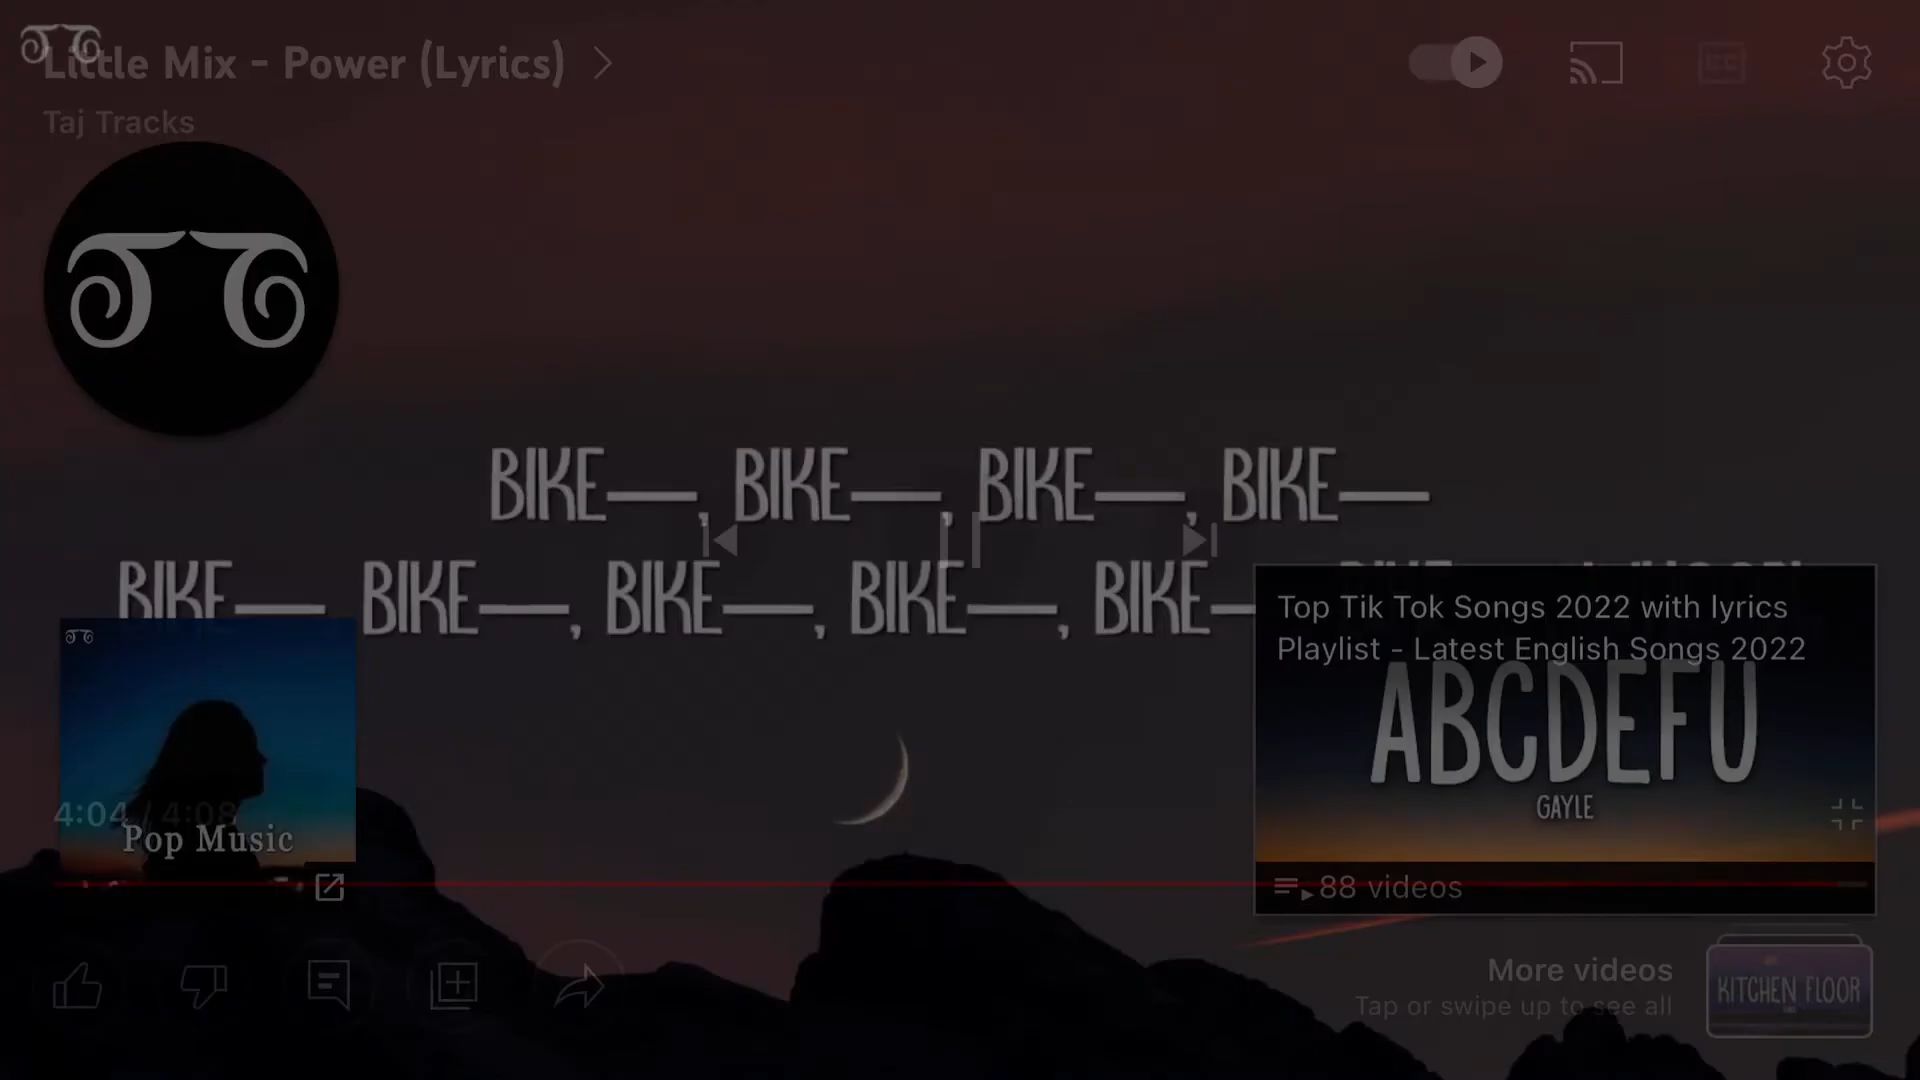 Little Mix - Power (Lyrics)
Taj Tracks
CC
BIKE—, BIKE—, BIKE—, BIKE—
BIKE— BIKE—, BIKE—, BIKE—, BIKE—
Top Tik Tok Songs 2022 with lyrics
Playlist - Latest English Songs 2022
ABCDEFU
GAYLE
4:04 / 4:08
Pop Music
88 videos
More videos
Tap or swipe up to see all
KITCHEN FLOOR